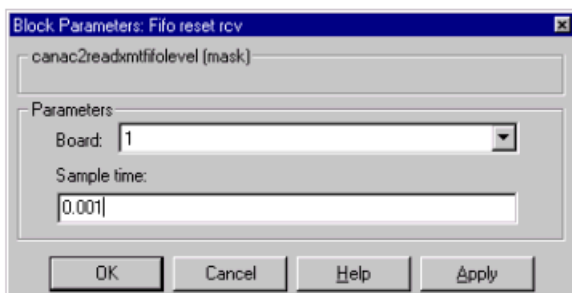 Block Parameters: Fifo reset rcv
canac2readxmtfifolevel (mask)
Parameters
Board: 1
Sample time:
0.001
OK Cancel Help Apply